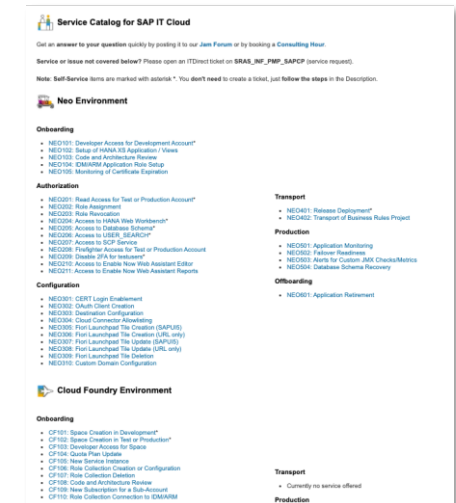 Service Catalog for SAP IT Cloud
Get an answer to your question quickly by posting it to our Jam Forum or by booking a Consulting Hour.
Service or issue not covered below? Please open an ITDirect ticket on SRAS_INF_PMP_SAPCP (service request).
Note: Self-Service items are marked with asterisk *. You don't need to create a ticket, just follow the steps in the Description.
Neo Environment
Onboarding
NEO101: Developer Access for Development Account*
NEO102: Setup of HANA XS Application / Views
NEO103: Code and Architecture Review
NEO104: IDM/ARM Application Role Setup
NEO105: Monitoring of Certificate Expiration
Authorization
NEO201: Read Access for Test or Production Account*
NEO202: Role Assignment
NEO203: Role Revocation
NEO204: Access to HANA Web Workbench*
NEO205: Access to Database Schema*
NEO206: Access to USER_SEARCH*
NEO207: Access to SCP Service
NEO208: Firefighter Access for Test or Production Account
NEO209: Disable 2FA for testusers*
NEO210: Access to Enable Now Web Assistant Editor
NEO211: Access to Enable Now Web Assistant Reports
Configuration
NEO301: CERT Login Enablement
NEO302: OAuth Client Creation
NEO303: Destination Configuration
NEO304: Cloud Connector Allowlisting
NEO305: Fiori Launchpad Tile Creation (SAPUI5)
NEO306: Fiori Launchpad Tile Creation (URL only)
NEO307: Fiori Launchpad Tile Update (SAPUI5)
NEO308: Fiori Launchpad Tile Update (URL only)
NEO309: Fiori Launchpad Tile Deletion
NEO310: Custom Domain Configuration
Transport
NEO401: Release Deployment*
NEO402: Transport of Business Rules Project
Production
NEO501: Application Monitoring
NEO502: Failover Readiness
NEO503: Alerts for Custom JMX Checks/Metrics
NEO504: Database Schema Recovery
Offboarding
NEO601: Application Retirement
Cloud Foundry Environment
Onboarding
CF101: Space Creation in Development*
CF102: Space Creation in Test or Production*
CF103: Developer Access for Space
CF104: Quota Plan Update
CF105: New Service Instance
CF106: Role Collection Creation or Configuration
CF107: Role Collection Deletion
CF108: Code and Architecture Review
CF109: New Subscription for a Sub-Account
CF110: Role Collection Connection to IDM/ARM
Transport
Currently no service offered
Production